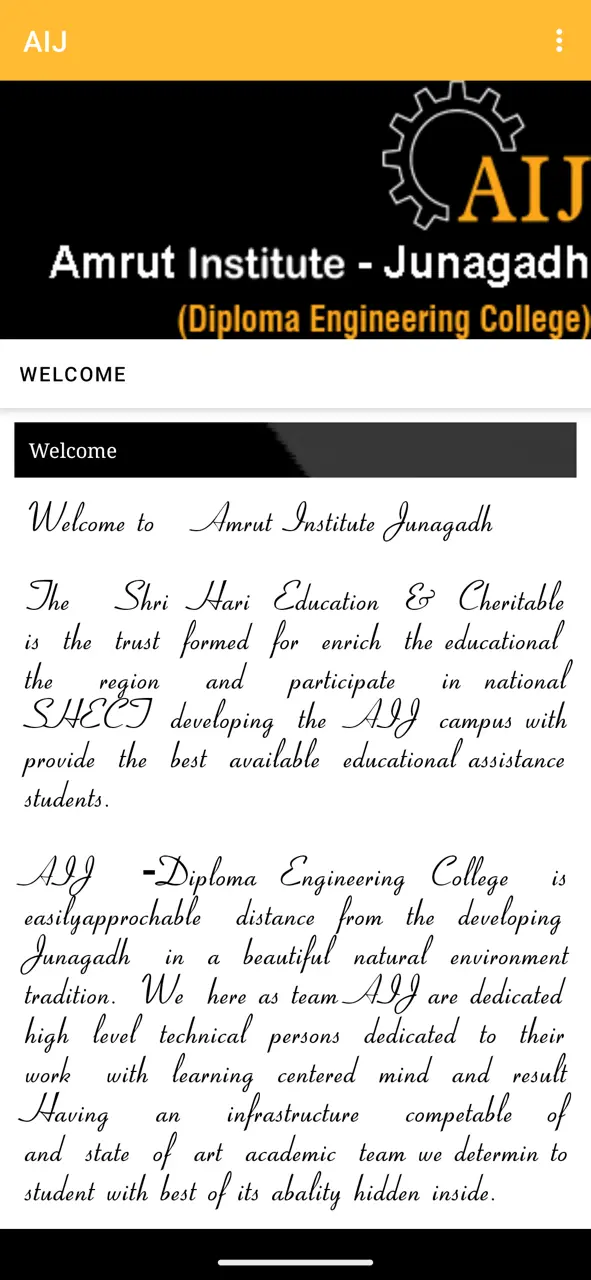 AIJ
AIJ
Amrut Institute - Junagadh
(Diploma Engineering College)
WELCOME
Welcome
Welcome to Amrut Institute Junagadh
The Shri Hari Education & Cheritable
is the trust formed for enrich the educational
the region and participate in national
SHECT developing the AIJ campus with
provide the best available educational assistance
students.
AIJ -Diploma Engineering College is
easilyapprochable distance from the developing
Junagadh in a beautiful natural environment
tradition. We here as team AIJ are dedicated
high level technical persons dedicated to their
work with learning centered mind and result
Having an infrastructure competable of
and state of art academic team we determin to
student with best of its abality hidden inside.